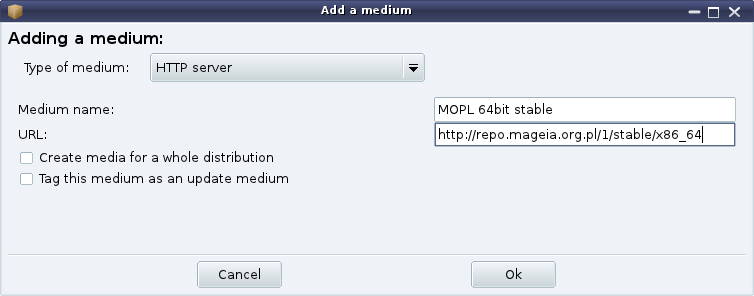 Add a medium
Adding a medium:
Type of medium: HTTP server
Medium name: MOPL 64bit stable
URL: http://repo.mageia.org.pl/1/stable/x86_64
Create media for a whole distribution
Tag this medium as an update medium
Cancel Ok